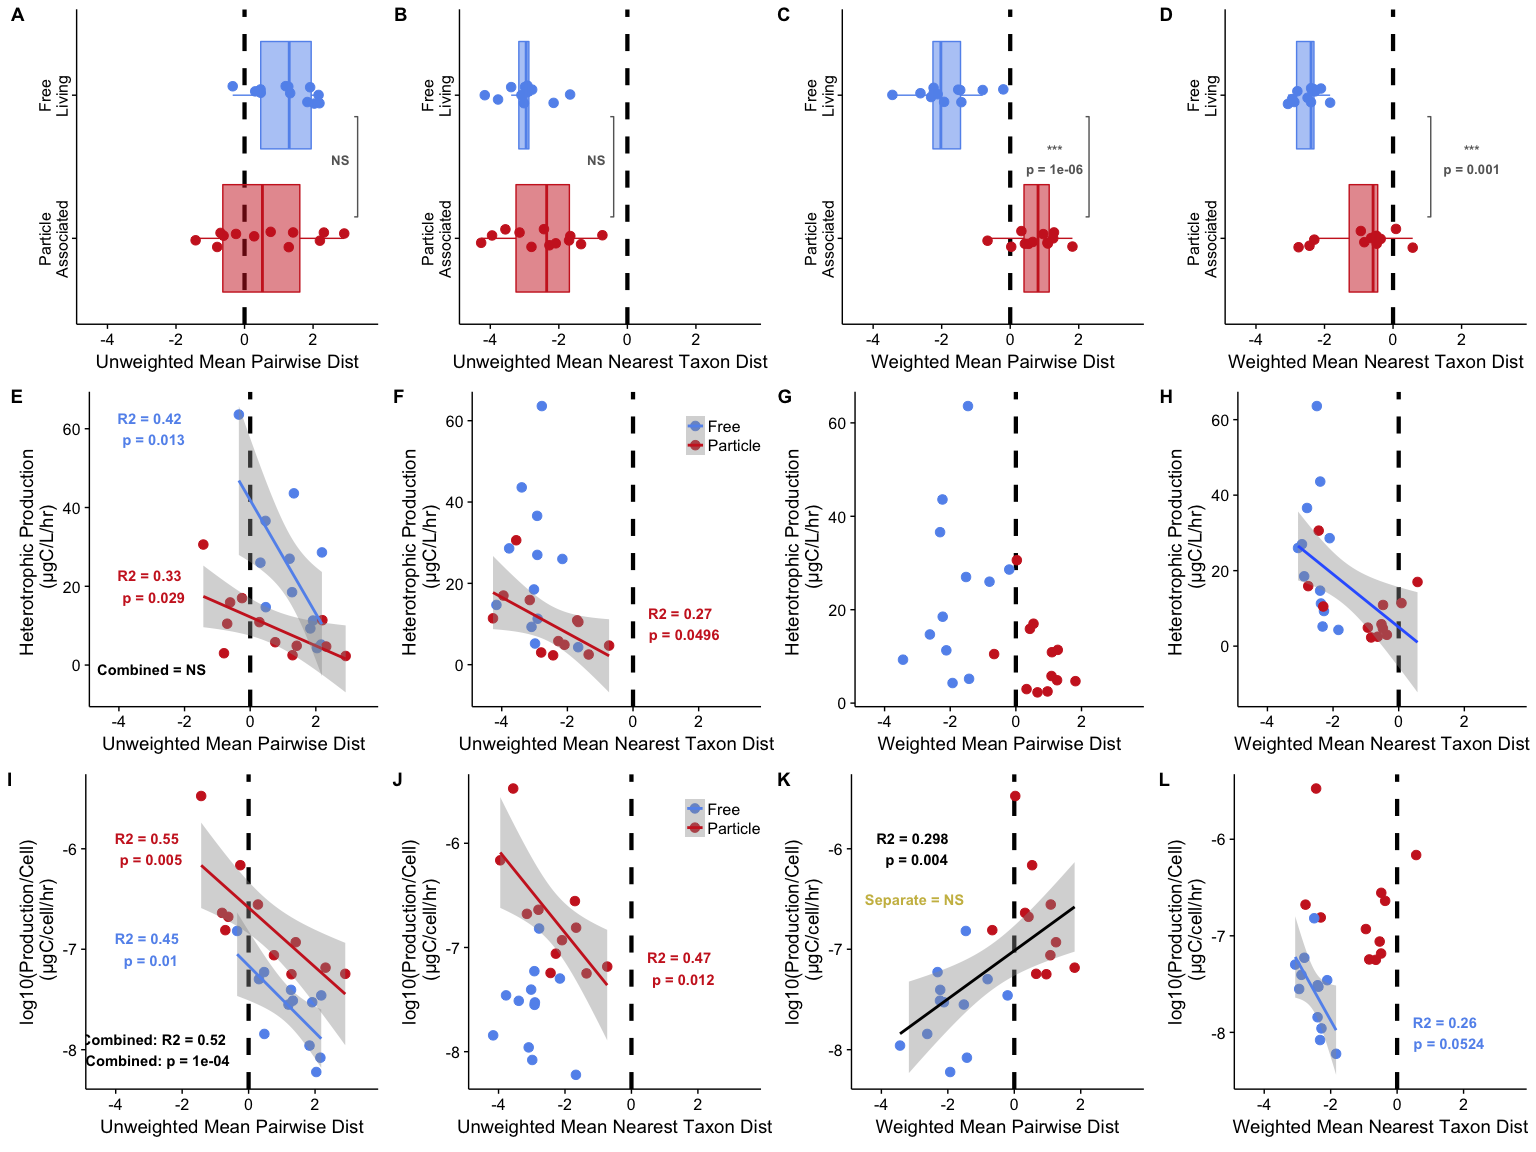 A
Free
Living
Particle
Associated
NS
-4 -2 0 2
Unweighted Mean Pairwise Dist
B
Free
Living
Particle
Associated
NS
-4 -2 0 2
Unweighted Mean Nearest Taxon Dist
C
Free
Living
Particle
Associated
***
p = 1e-06
-4 -2 0 2
Weighted Mean Pairwise Dist
D
Free
Living
Particle
Associated
***
p = 0.001
-4 -2 0 2
Weighted Mean Nearest Taxon Dist
E
Heterotrophic Production
(µgC/L/hr)
60
40
20
0
R2 = 0.42
p = 0.013
R2 = 0.33
p = 0.029
Combined = NS
-4 -2 0 2
Unweighted Mean Pairwise Dist
F
Heterotrophic Production
(µgC/L/hr)
60
40
20
0
Free
Particle
R2 = 0.27
p = 0.0496
-4 -2 0 2
Unweighted Mean Nearest Taxon Dist
G
Heterotrophic Production
(µgC/L/hr)
60
40
20
0
-4 -2 0 2
Weighted Mean Pairwise Dist
H
Heterotrophic Production
(µgC/L/hr)
60
40
20
0
-4 -2 0 2
Weighted Mean Nearest Taxon Dist
I
log10(Production/Cell)
(µgC/cell/hr)
-6
-7
-8
R2 = 0.55
p = 0.005
R2 = 0.45
p = 0.01
Combined: R2 = 0.52
Combined: p = 1e-04
-4 -2 0 2
Unweighted Mean Pairwise Dist
J
log10(Production/Cell)
(µgC/cell/hr)
-6
-7
-8
Free
Particle
R2 = 0.47
p = 0.012
-4 -2 0 2
Unweighted Mean Nearest Taxon Dist
K
log10(Production/Cell)
(µgC/cell/hr)
-6
-7
-8
R2 = 0.298
p = 0.004
Separate = NS
-4 -2 0 2
Weighted Mean Pairwise Dist
L
log10(Production/Cell)
(µgC/cell/hr)
-6
-7
-8
R2 = 0.26
p = 0.0524
-4 -2 0 2
Weighted Mean Nearest Taxon Dist